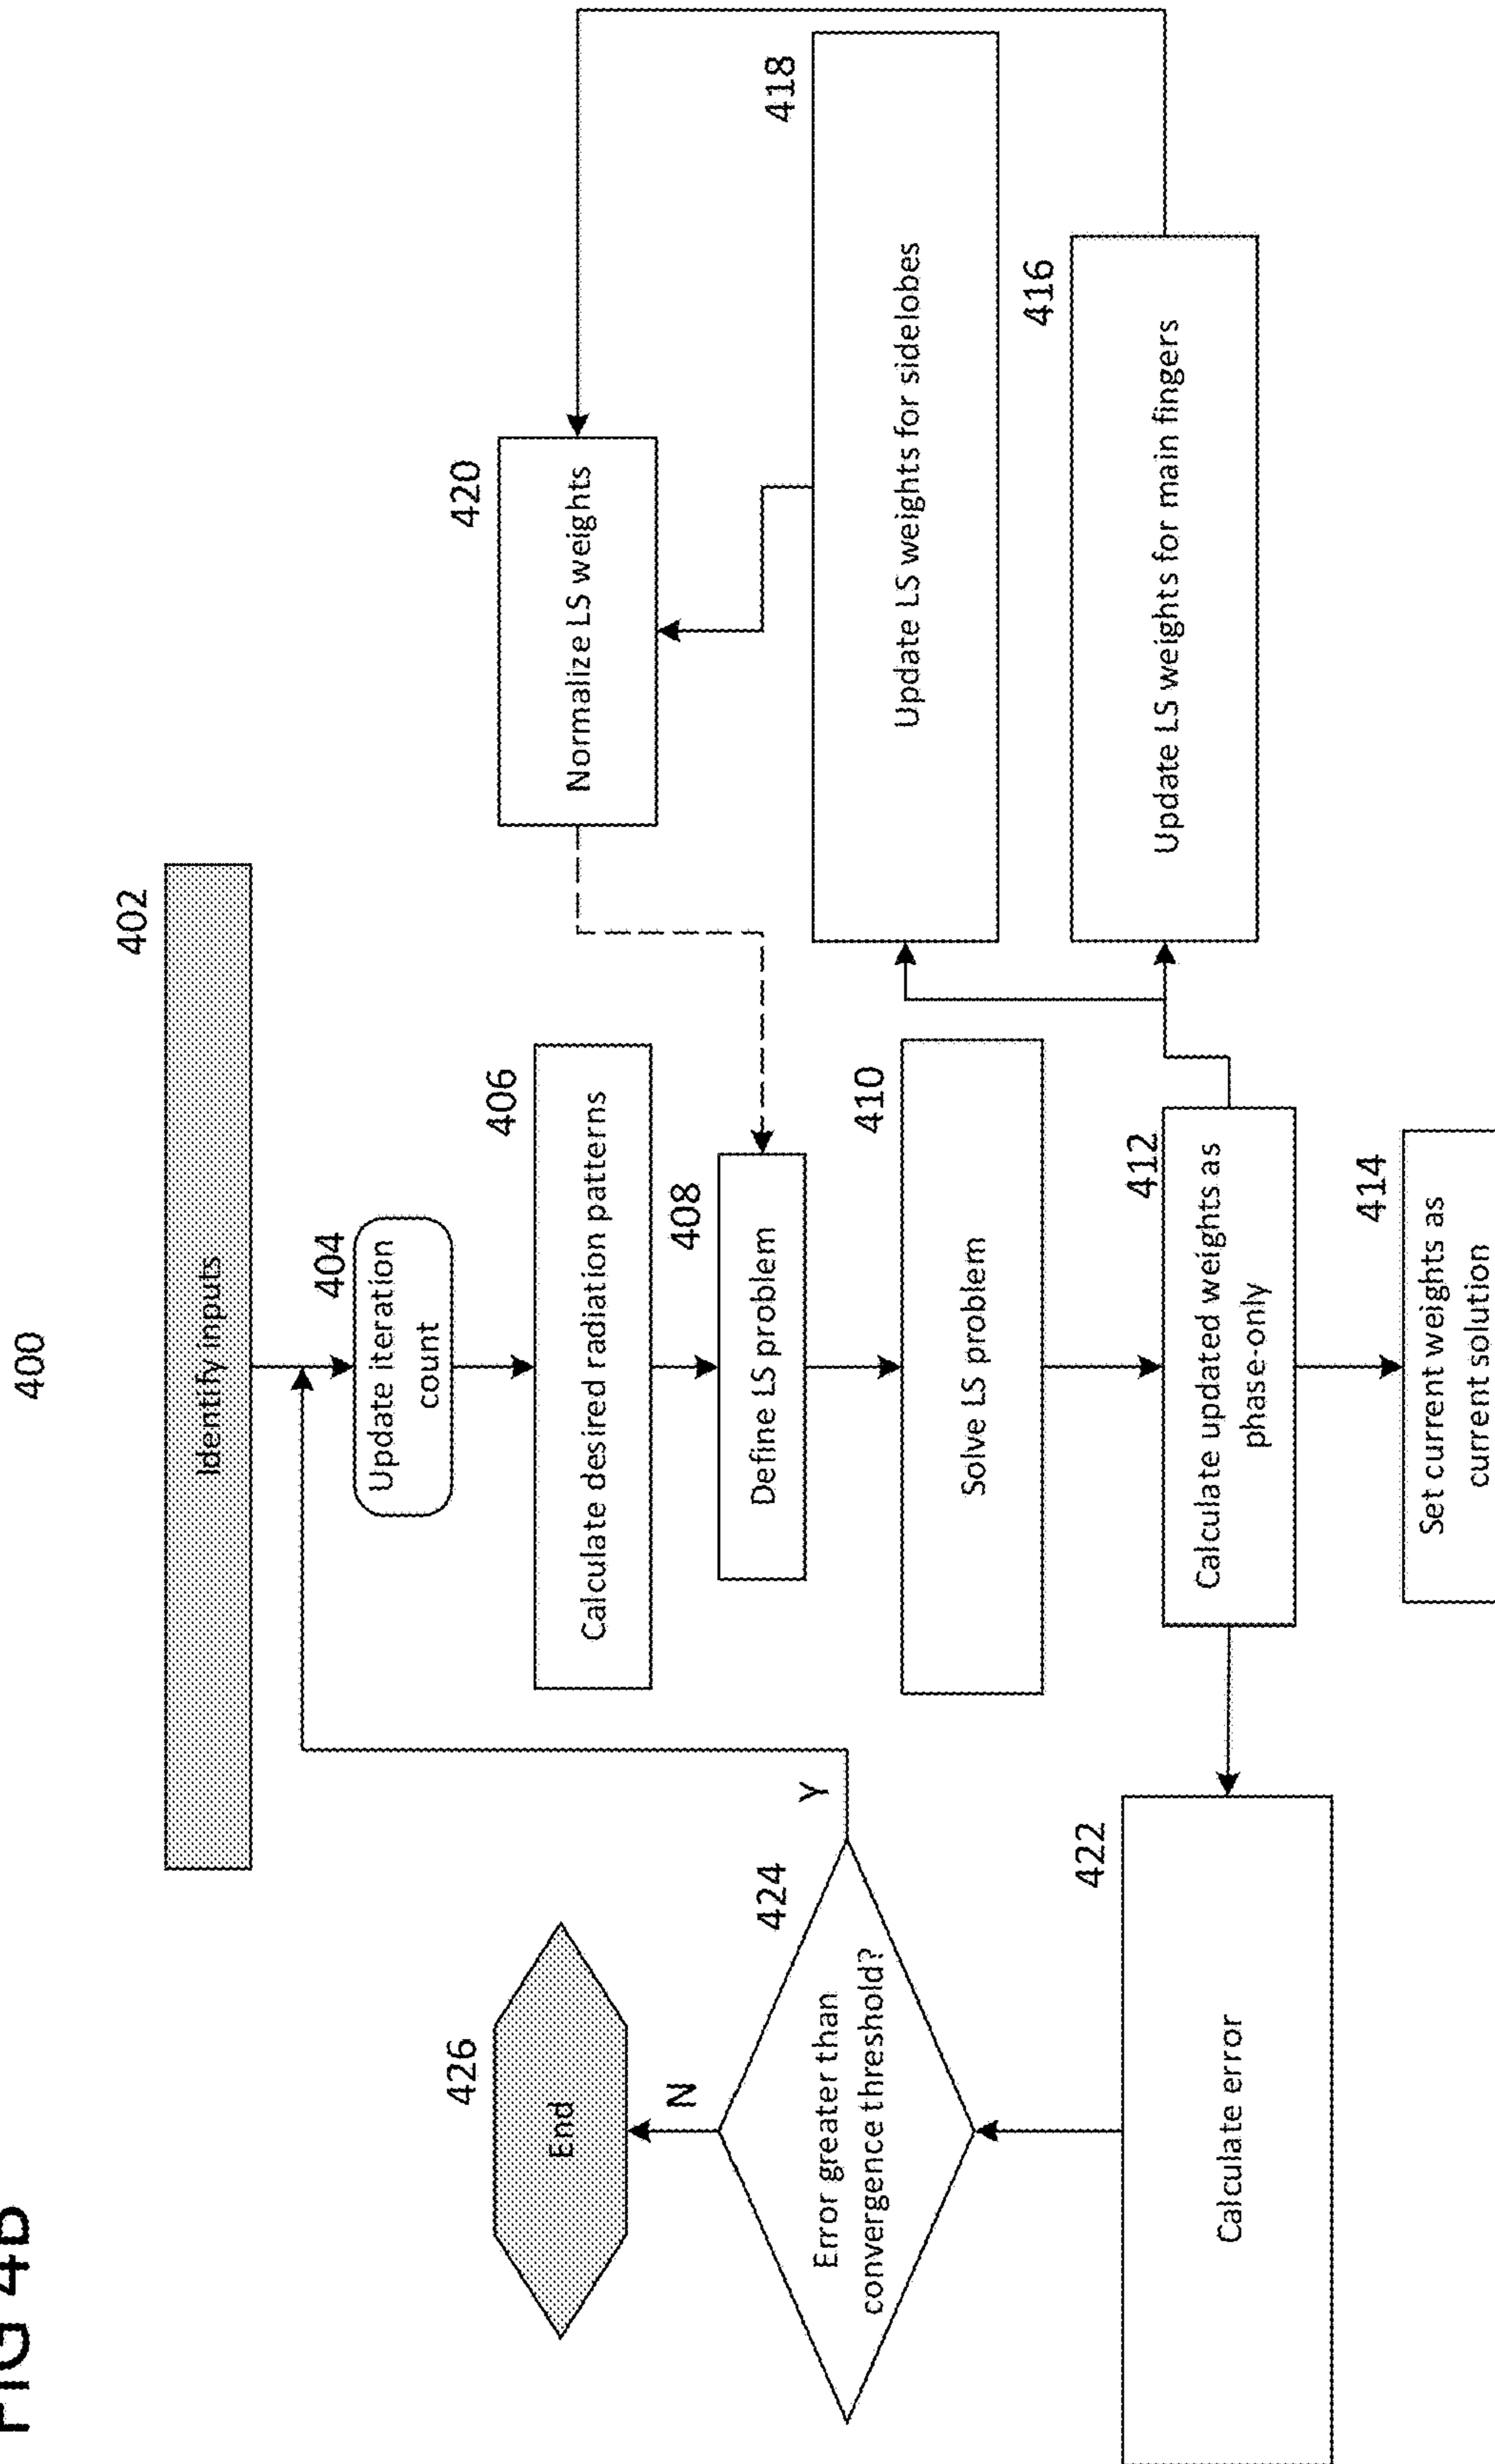 FIG 4B
400
402
Identify inputs
404
Update iteration
count
406
Calculate desired radiation patterns
408
Define LS problem
410
Solve LS problem
412
Calculate updated weights as
phase-only
414
Set current weights as
current solution
416
Update LS weights for main fingers
418
Update LS weights for sidelobes
420
Normalize LS weights
422
Calculate error
424
Error greater than
convergence threshold?
Y
N
426
End